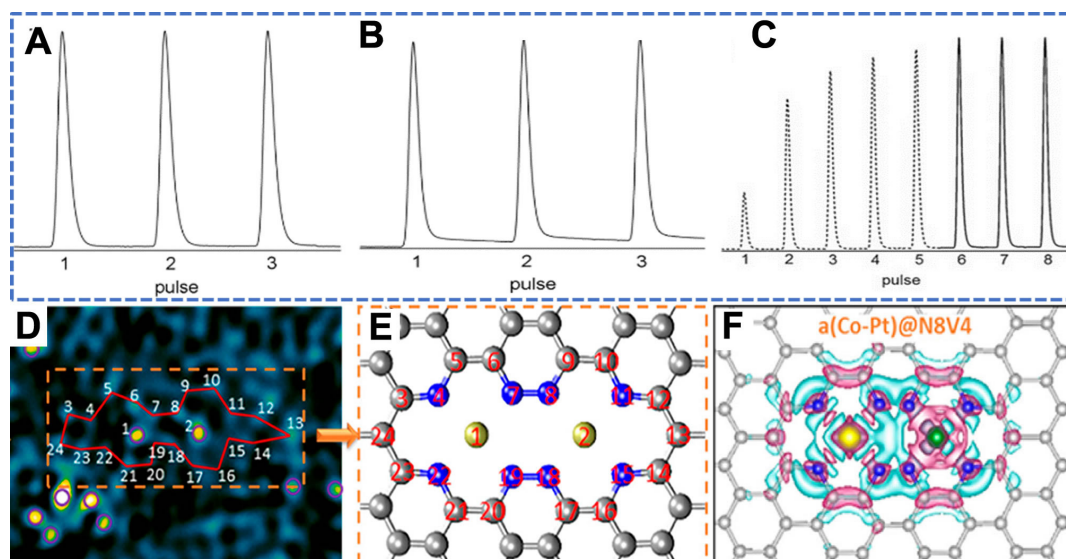 A
1 2 3
pulse
B
1 2 3
pulse
C
1 2 3 4 5 6 7 8
pulse
D
5 6 9 10
3 4 7 8 11 12
1 2 13
24 23 22 19 18 15 14
21 20 17 16
E
5 6 9 10
3 4 7 8 11 12
24 1 2 13
23 22 19 18 15 14
21 20 17 16
F
a(Co-Pt)@N8V4